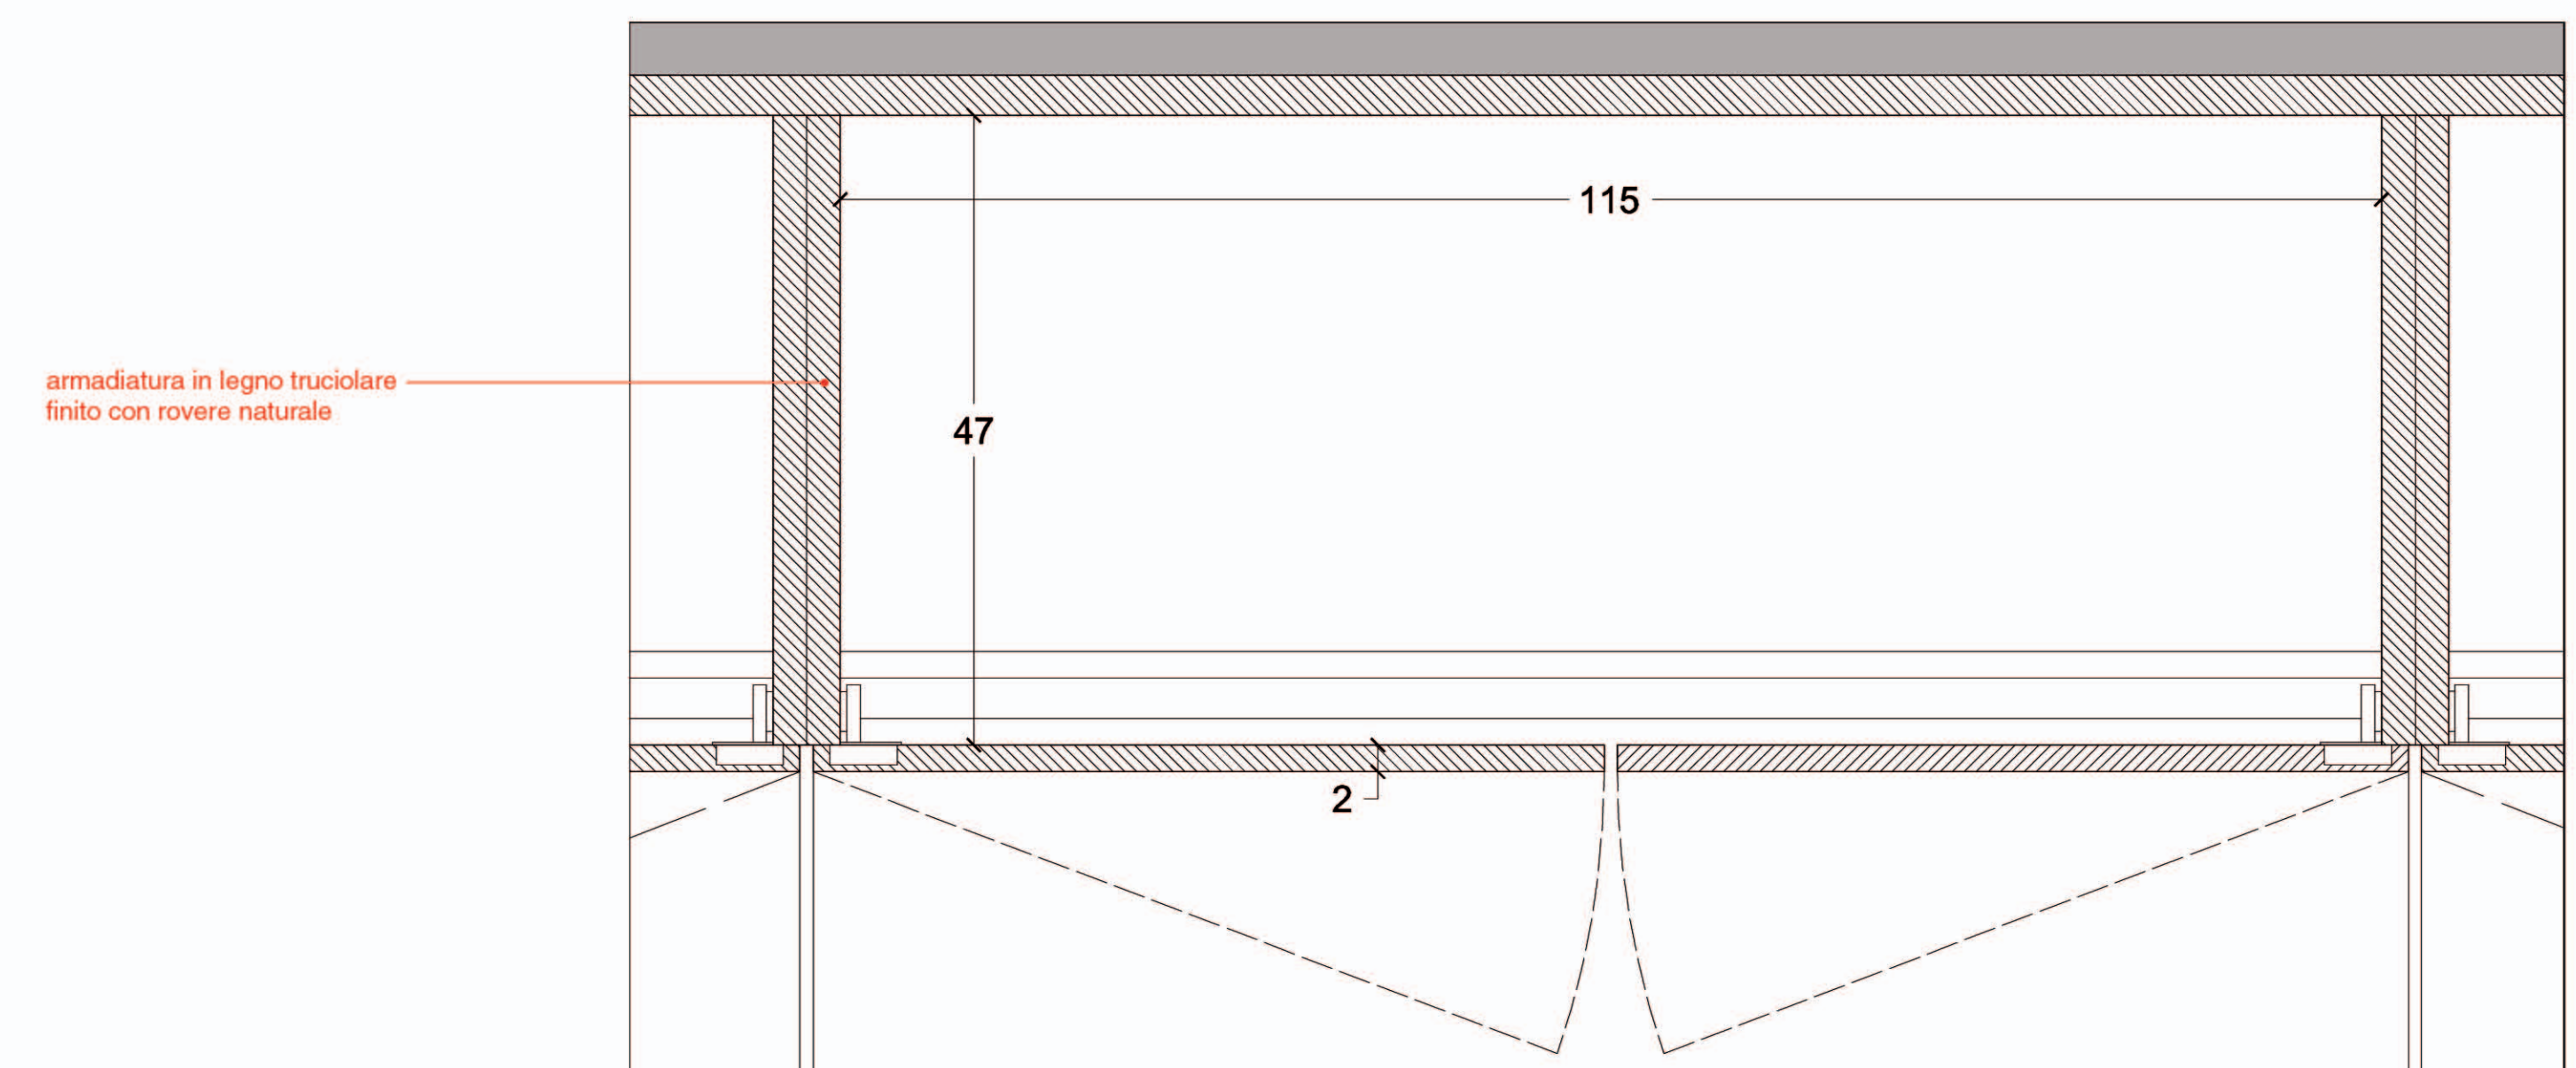 115
armadiatura in legno truciolare
finito con rovere naturale
47
2